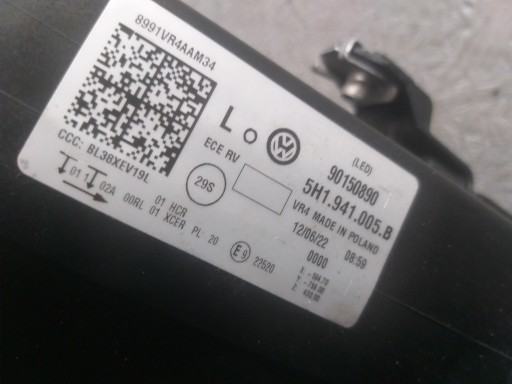 8991VR4AAM34
L
(LED)
90150890
5H1.941.005.B
VR4 MADE IN POLAND
12/06/22 08:59
0000
ECE RV
29S
CCC: BL38XEV19L
01 1 02A 00RL 01 HCR
01 XCER PL 20
E9 22520